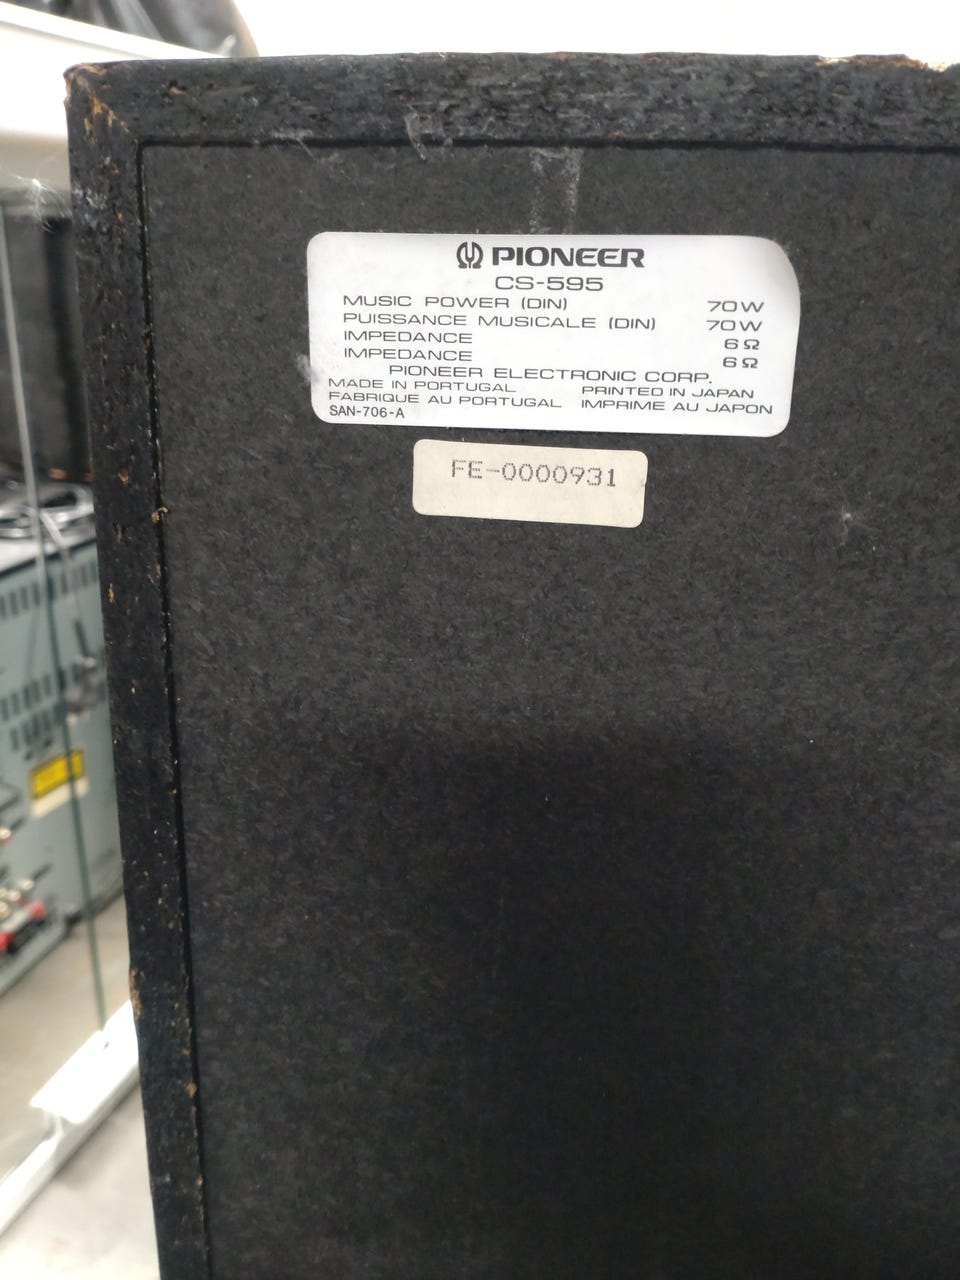 PIONEER
CS-595
MUSIC POWER (DIN) 70W
PUISSANCE MUSICALE (DIN) 70W
IMPEDANCE 6Ω
IMPEDANCE 6Ω
PIONEER ELECTRONIC CORP.
MADE IN PORTUGAL PRINTED IN JAPAN
FABRIQUE AU PORTUGAL IMPRIME AU JAPON
SAN-706-A
FE-0000931